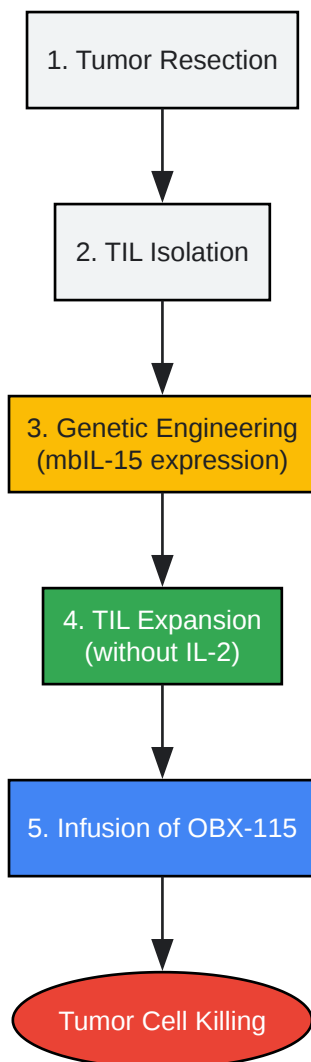 1. Tumor Resection
2. TIL Isolation
3. Genetic Engineering
(mbIL-15 expression)
4. TIL Expansion
(without IL-2)
5. Infusion of OBX-115
Tumor Cell Killing